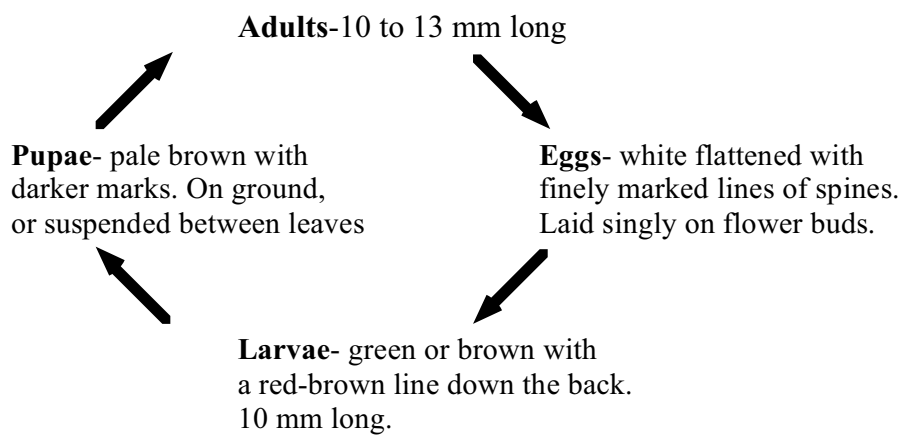 Adults-10 to 13 mm long
Pupae- pale brown with
darker marks. On ground,
or suspended between leaves
Eggs- white flattened with
finely marked lines of spines.
Laid singly on flower buds.
Larvae- green or brown with
a red-brown line down the back.
10 mm long.